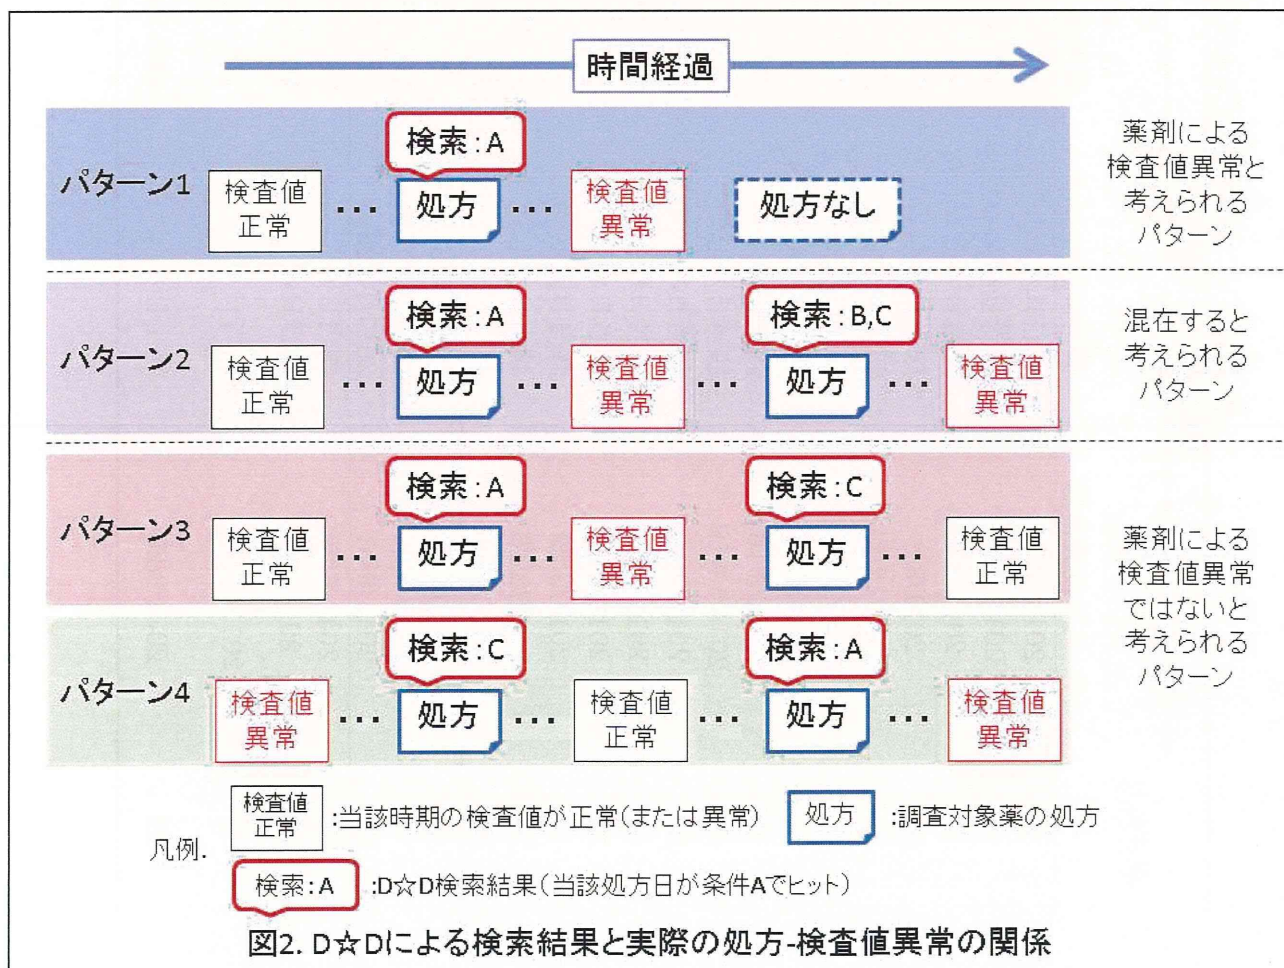 時間経過
検索:A
パターン1
検査値
正常
…
処方
…
検査値
異常
処方なし
薬剤による
検査値異常と
考えられる
パターン
検索:A
検索:B,C
パターン2
検査値
正常
…
処方
…
検査値
異常
…
処方
…
検査値
異常
混在すると
考えられる
パターン
検索:A
検索:C
パターン3
検査値
正常
…
処方
…
検査値
異常
…
処方
…
検査値
正常
検索:C
検索:A
パターン4
検査値
異常
…
処方
…
検査値
正常
…
処方
…
検査値
異常
薬剤による
検査値異常
ではないと
考えられる
パターン
凡例.
検査値
正常
:当該時期の検査値が正常(または異常)
処方
:調査対象薬の処方
検索:A
:D☆D検索結果(当該処方日が条件Aでヒット)
図2. D☆Dによる検索結果と実際の処方-検査値異常の関係